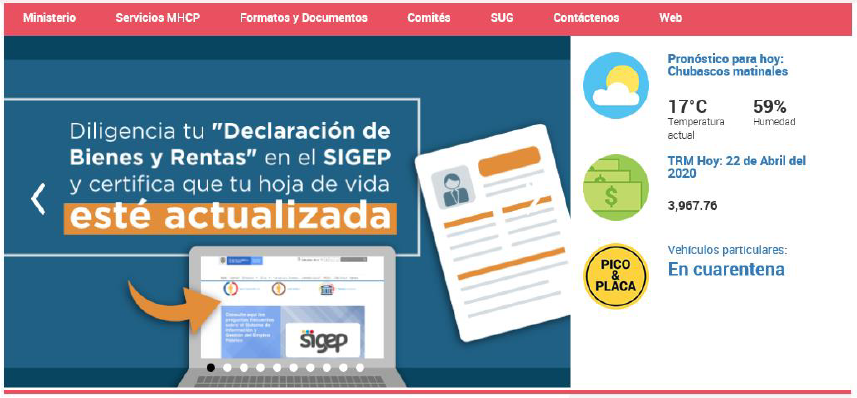 Ministerio Servicios MHCP Formatos y Documentos Comités SUG Contáctenos Web
Diligencia tu "Declaración de
Bienes y Rentas" en el SIGEP
y certifica que tu hoja de vida
esté actualizada
sigep
Pronóstico para hoy:
Chubascos matinales
17°C 59%
Temperatura actual Humedad
TRM Hoy: 22 de Abril del
2020
3,967.76
PICO
&
PLACA
Vehículos particulares:
En cuarentena